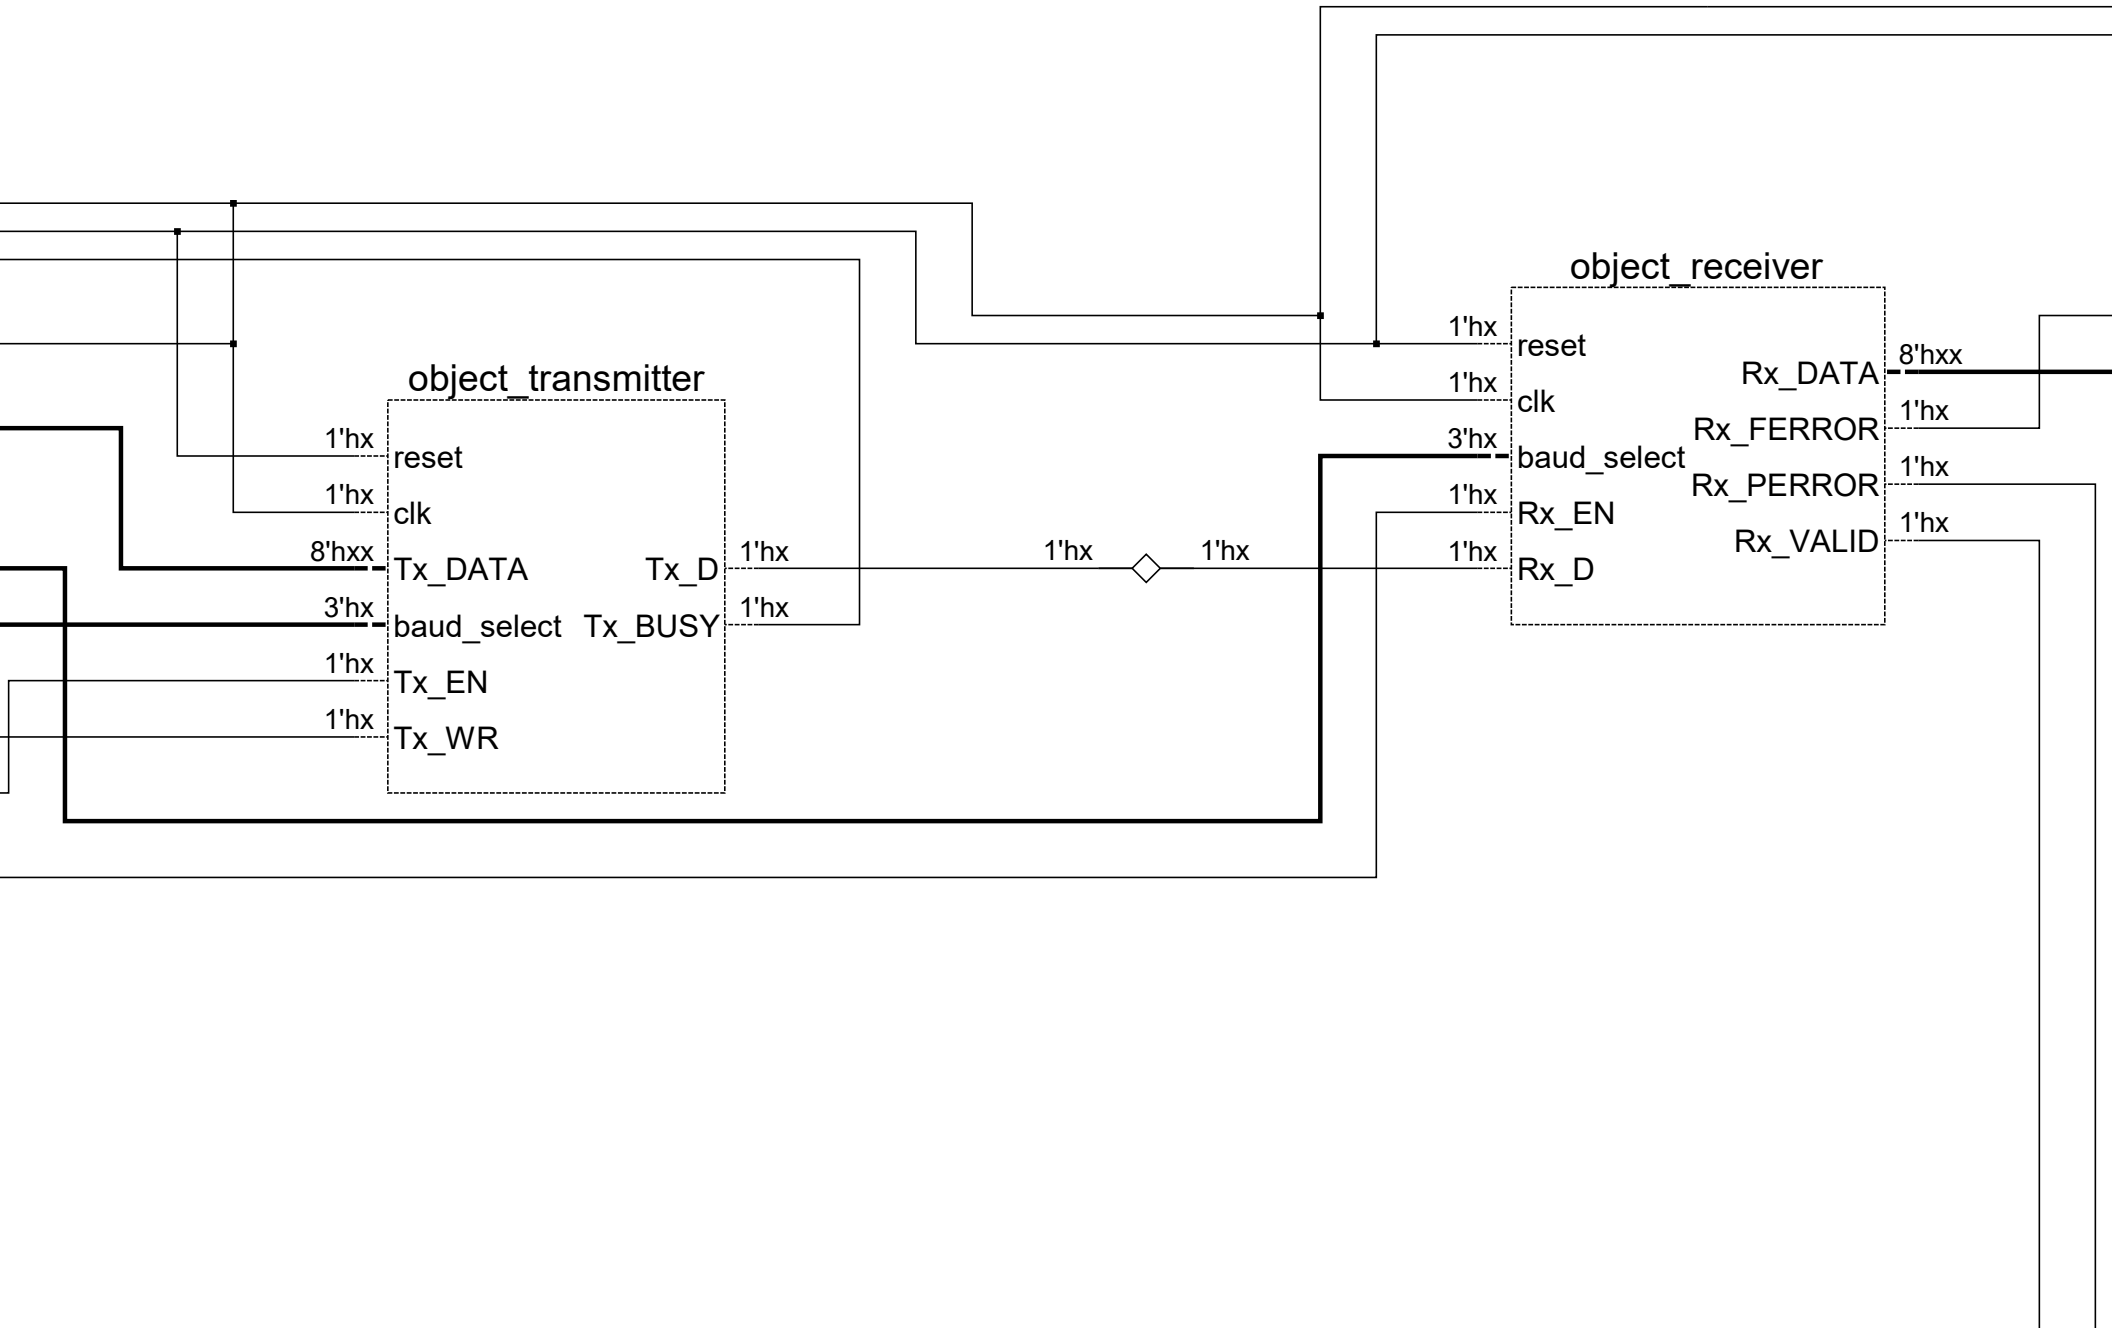 object_transmitter
1'hx
reset
1'hx
clk
8'hxx
Tx_DATA
3'hx
baud_select
1'hx
Tx_EN
1'hx
Tx_WR
Tx_D
1'hx
Tx_BUSY
1'hx
1'hx
1'hx
object_receiver
1'hx
reset
1'hx
clk
3'hx
baud_select
1'hx
Rx_EN
1'hx
Rx_D
Rx_DATA
8'hxx
Rx_FERROR
1'hx
Rx_PERROR
1'hx
Rx_VALID
1'hx